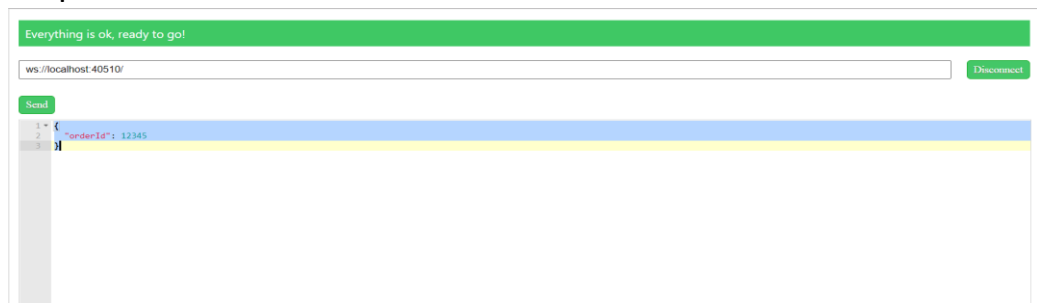 Everything is ok, ready to go!
ws://localhost:40510/
Disconnect
Send
1 {
2 "orderId": 12345
3 }